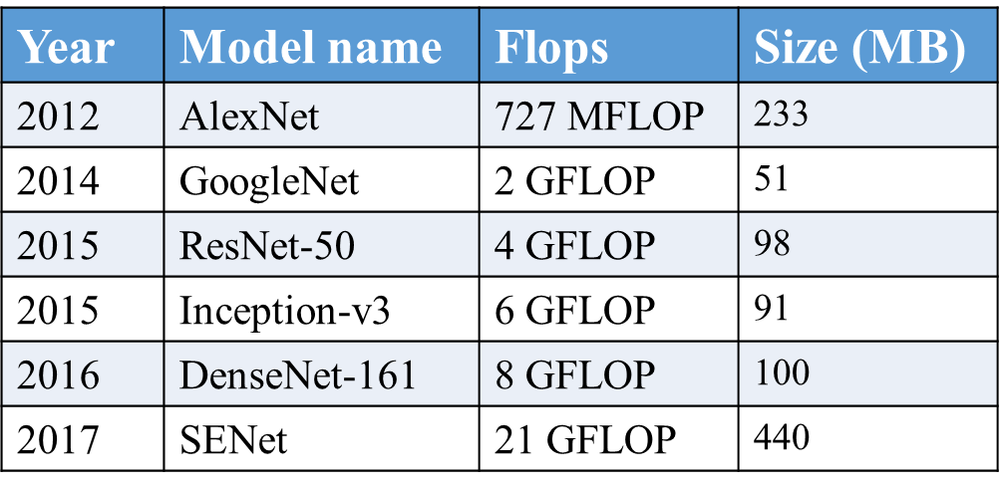 Year Model name Flops Size (MB)
2012 AlexNet 727 MFLOP 233
2014 GoogleNet 2 GFLOP 51
2015 ResNet-50 4 GFLOP 98
2015 Inception-v3 6 GFLOP 91
2016 DenseNet-161 8 GFLOP 100
2017 SENet 21 GFLOP 440